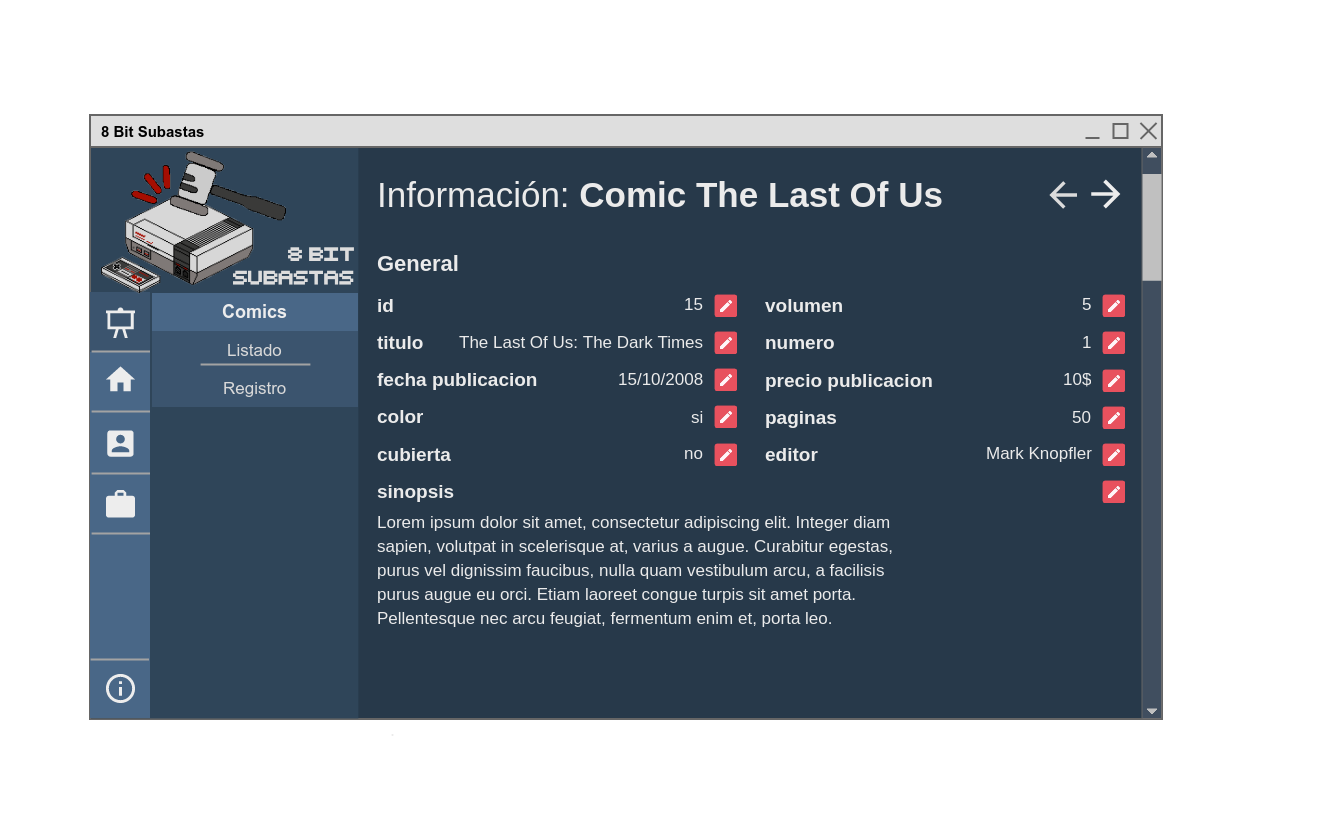 8 Bit Subastas
8 BIT
SUBASTAS
Comics
Listado
Registro
Información: Comic The Last Of Us
General
id 15
volumen 5
titulo The Last Of Us: The Dark Times
numero 1
fecha publicacion 15/10/2008
precio publicacion 10$
color si
paginas 50
cubierta no
editor Mark Knopfler
sinopsis
Lorem ipsum dolor sit amet, consectetur adipiscing elit. Integer diam
sapien, volutpat in scelerisque at, varius a augue. Curabitur egestas,
purus vel dignissim faucibus, nulla quam vestibulum arcu, a facilisis
purus augue eu orci. Etiam laoreet congue turpis sit amet porta.
Pellentesque nec arcu feugiat, fermentum enim et, porta leo.